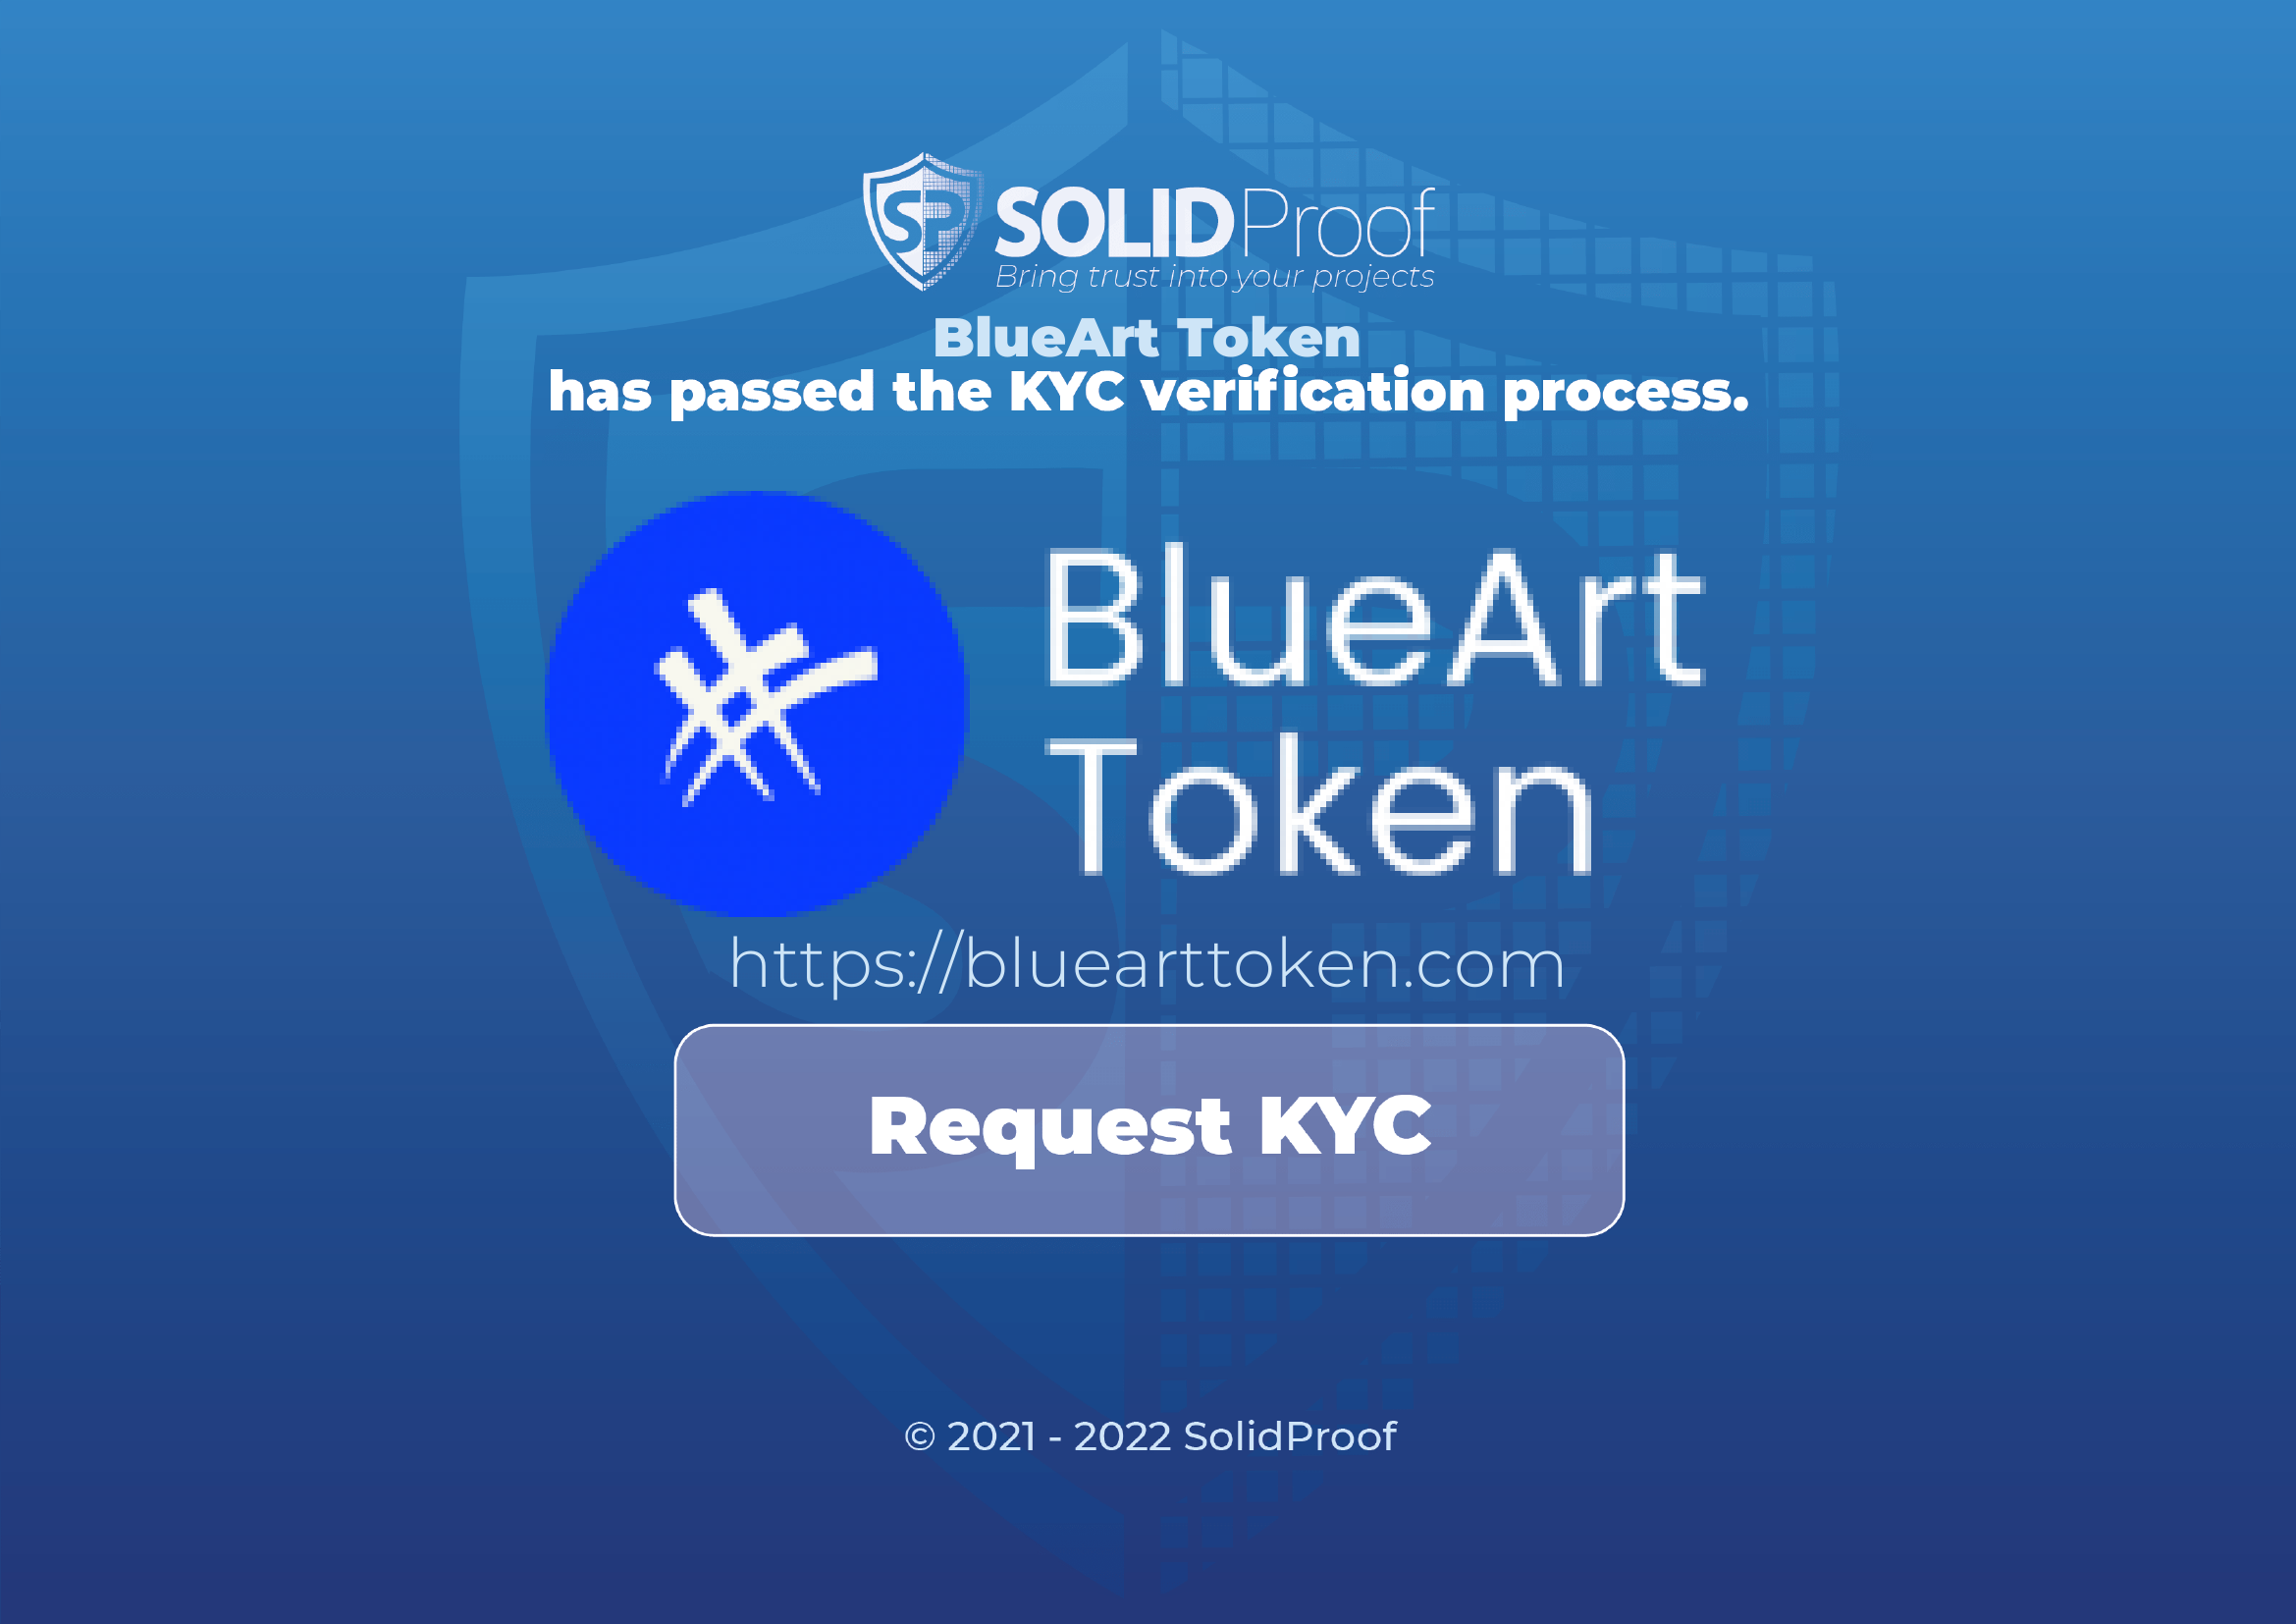 SP
SOLIDProof
Bring trust into your projects
BlueArt Token
has passed the KYC verification process.
BlueArt
Token
https://bluearttoken.com
Request KYC
© 2021 - 2022 SolidProof